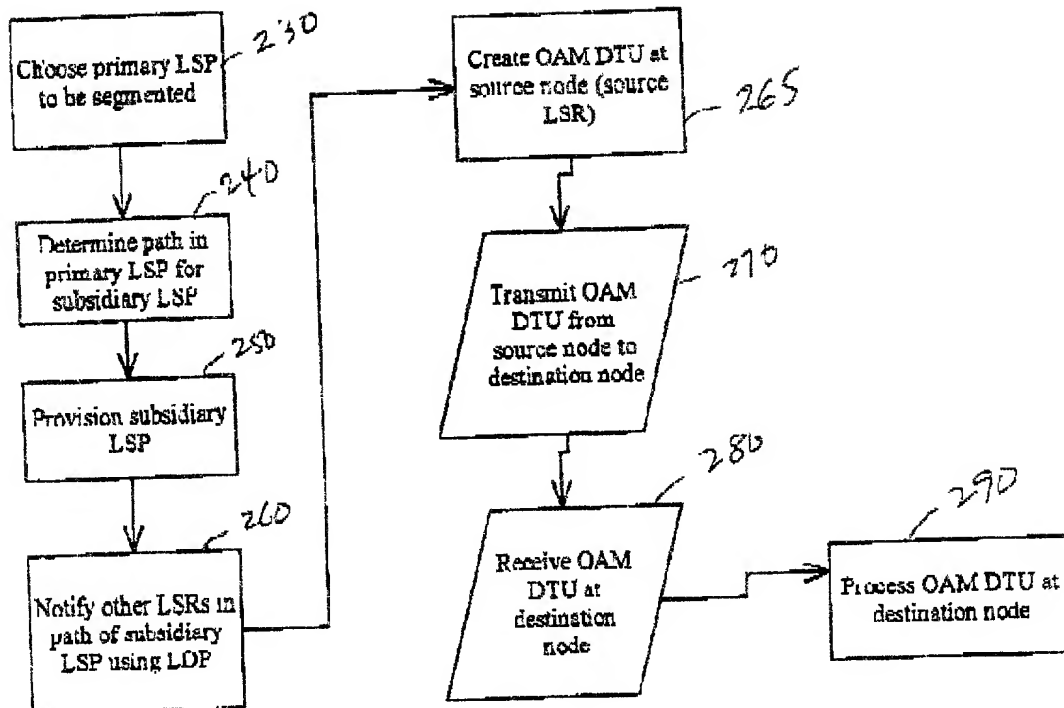 Choose primary LSP
to be segmented
230
Determine path in
primary LSP for
subsidiary LSP
240
Provision subsidiary
LSP
250
Notify other LSRs in
path of subsidiary
LSP using LDP
260
Create OAM DTU at
source node (source
LSR)
265
Transmit OAM
DTU from
source node to
destination node
270
Receive OAM
DTU at
destination
node
280
Process OAM DTU at
destination node
290